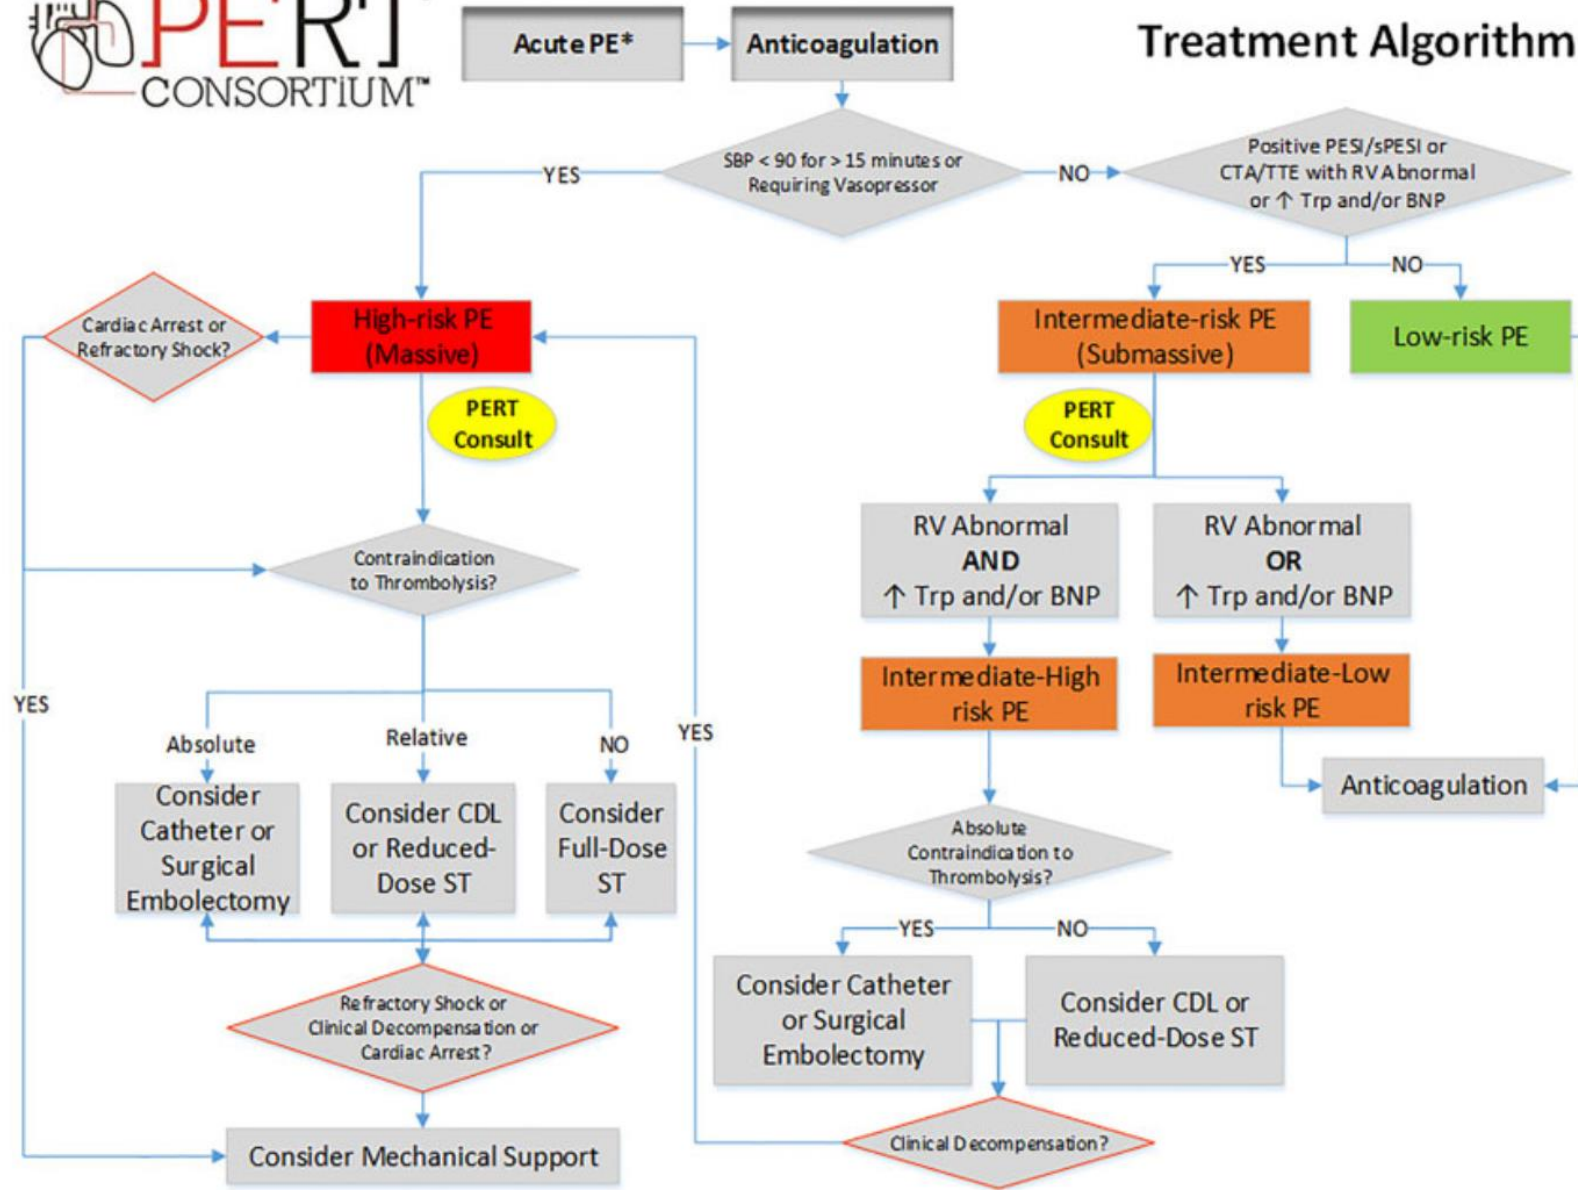 PERT
CONSORTiUM™
Acute PE*
Anticoagulation
Treatment Algorithm
SBP < 90 for > 15 minutes or
Requiring Vasopressor
YES
NO
Positive PESI/sPESI or
CTA/TTE with RV Abnormal
or ↑ Trp and/or BNP
YES
NO
Cardiac Arrest or
Refractory Shock?
High-risk PE
(Massive)
Intermediate-risk PE
(Submassive)
Low-risk PE
PERT
Consult
PERT
Consult
Contraindication
to Thrombolysis?
RV Abnormal
AND
↑ Trp and/or BNP
RV Abnormal
OR
↑ Trp and/or BNP
Intermediate-High
risk PE
Intermediate-Low
risk PE
YES
YES
Absolute
Relative
NO
Consider
Catheter or
Surgical
Embolectomy
Consider CDL
or Reduced-
Dose ST
Consider
Full-Dose
ST
Anticoagulation
Absolute
Contraindication to
Thrombolysis?
YES
NO
Consider Catheter
or Surgical
Embolectomy
Consider CDL or
Reduced-Dose ST
Refractory Shock or
Clinical Decompensation or
Cardiac Arrest?
Clinical Decompensation?
Consider Mechanical Support